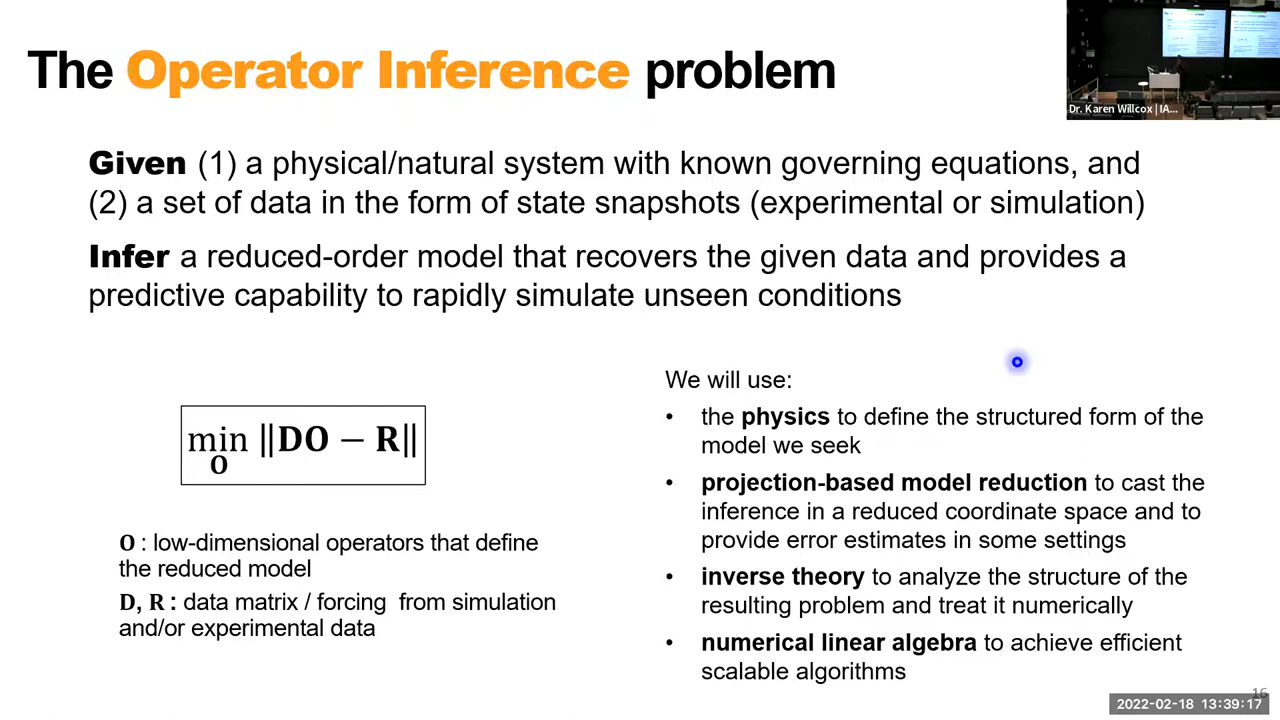 The Operator Inference problem
Dr. Karen Willcox | IA...
Given (1) a physical/natural system with known governing equations, and
(2) a set of data in the form of state snapshots (experimental or simulation)
Infer a reduced-order model that recovers the given data and provides a
predictive capability to rapidly simulate unseen conditions
min ‖DO − R‖
O
O : low-dimensional operators that define
the reduced model
D, R : data matrix / forcing from simulation
and/or experimental data
We will use:
• the physics to define the structured form of the
model we seek
• projection-based model reduction to cast the
inference in a reduced coordinate space and to
provide error estimates in some settings
• inverse theory to analyze the structure of the
resulting problem and treat it numerically
• numerical linear algebra to achieve efficient
scalable algorithms
16
2022-02-18 13:39:17